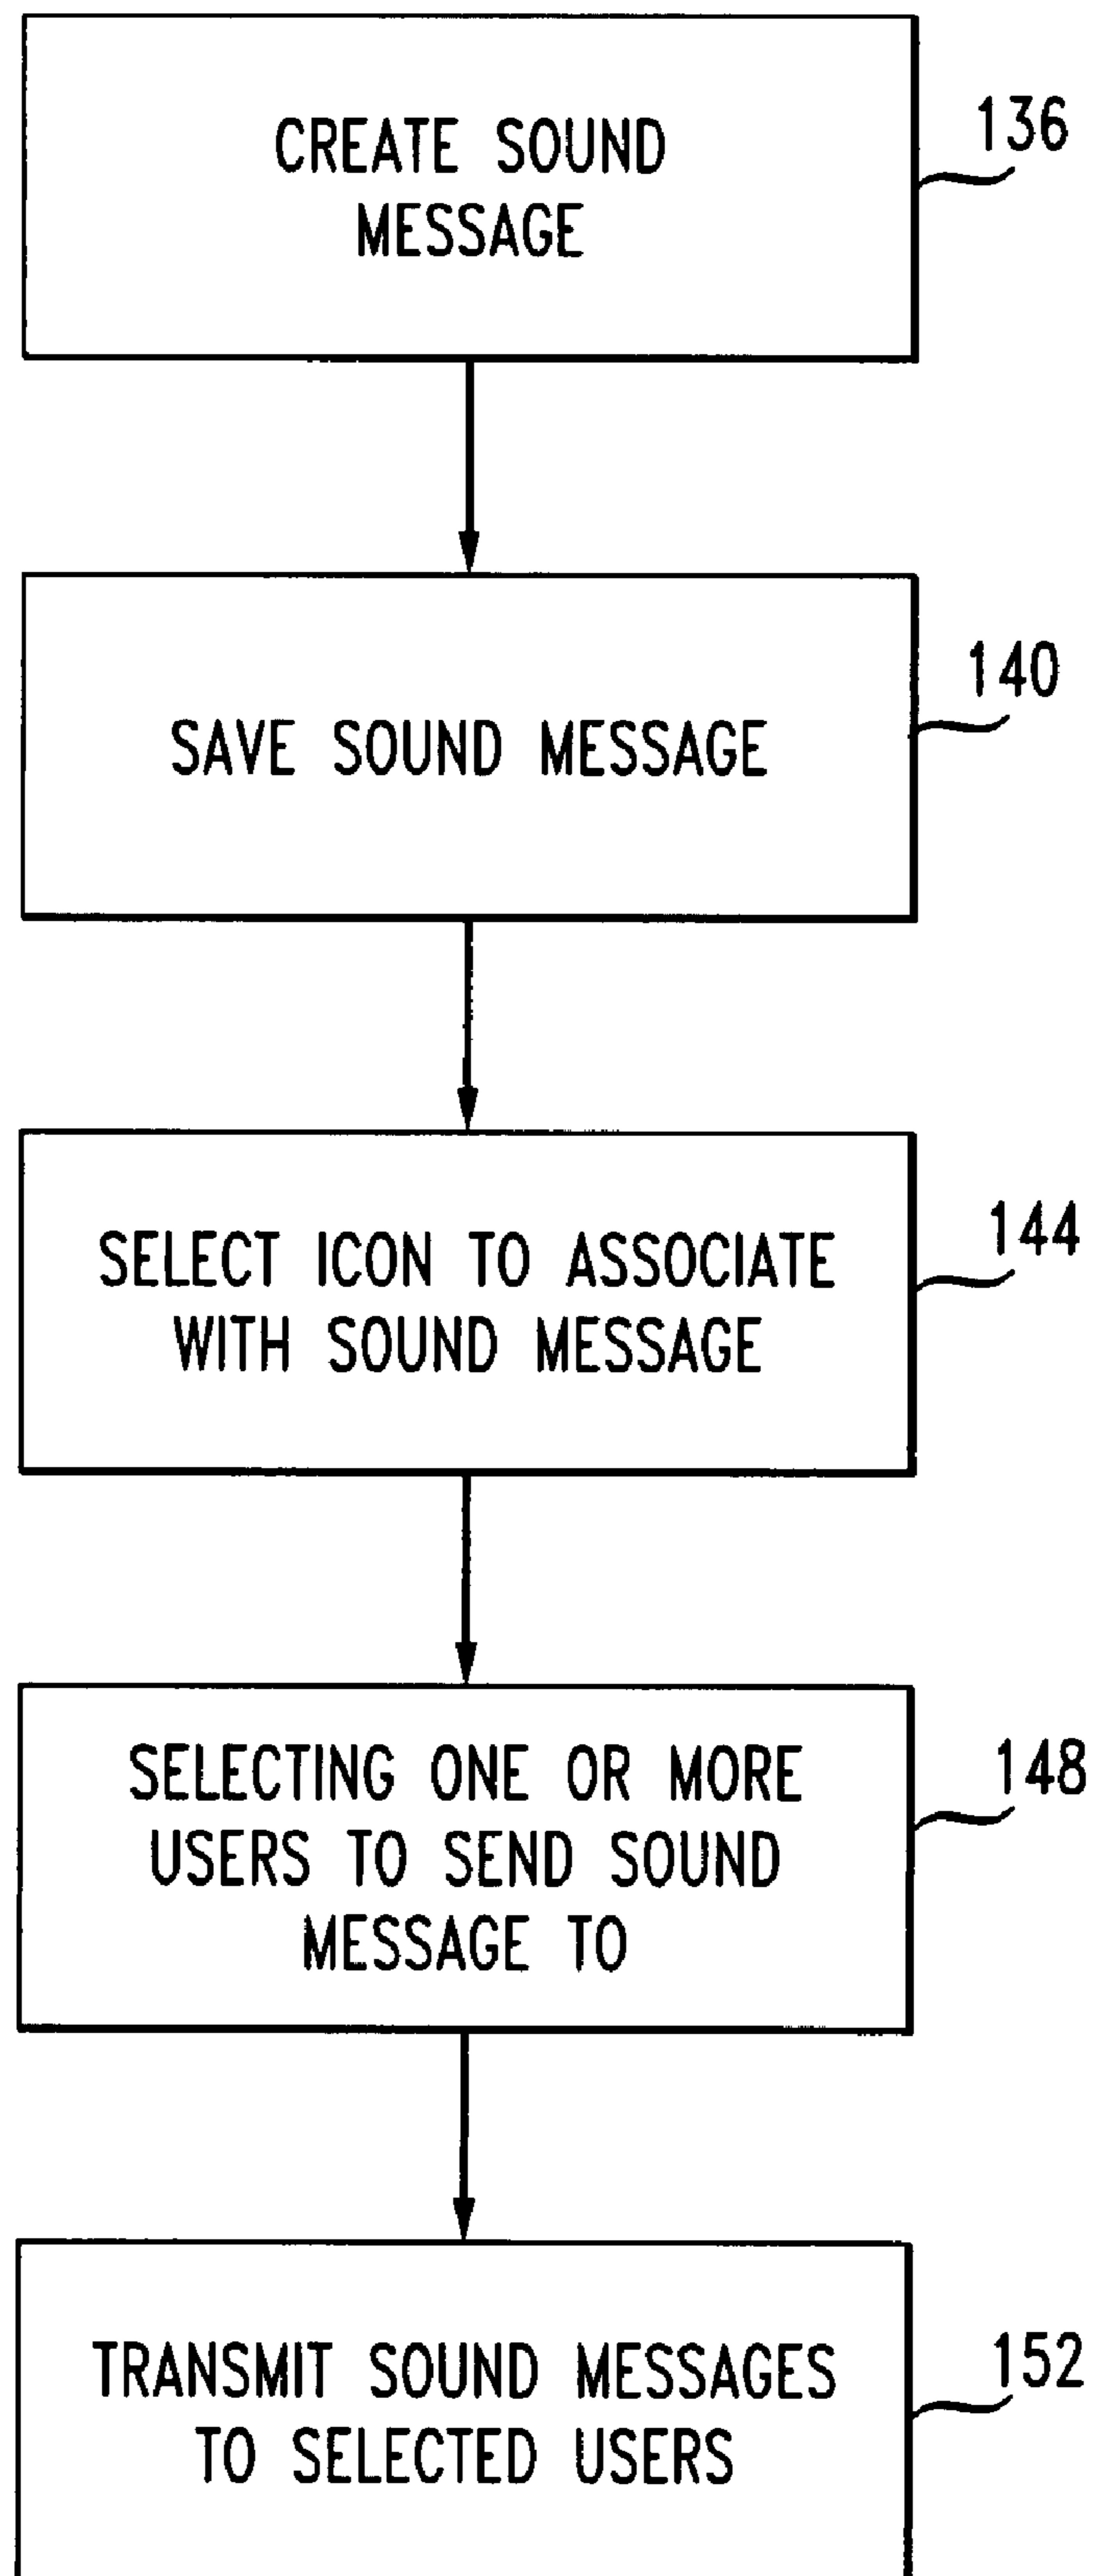 CREATE SOUND
MESSAGE
136
SAVE SOUND MESSAGE
140
SELECT ICON TO ASSOCIATE
WITH SOUND MESSAGE
144
SELECTING ONE OR MORE
USERS TO SEND SOUND
MESSAGE TO
148
TRANSMIT SOUND MESSAGES
TO SELECTED USERS
152